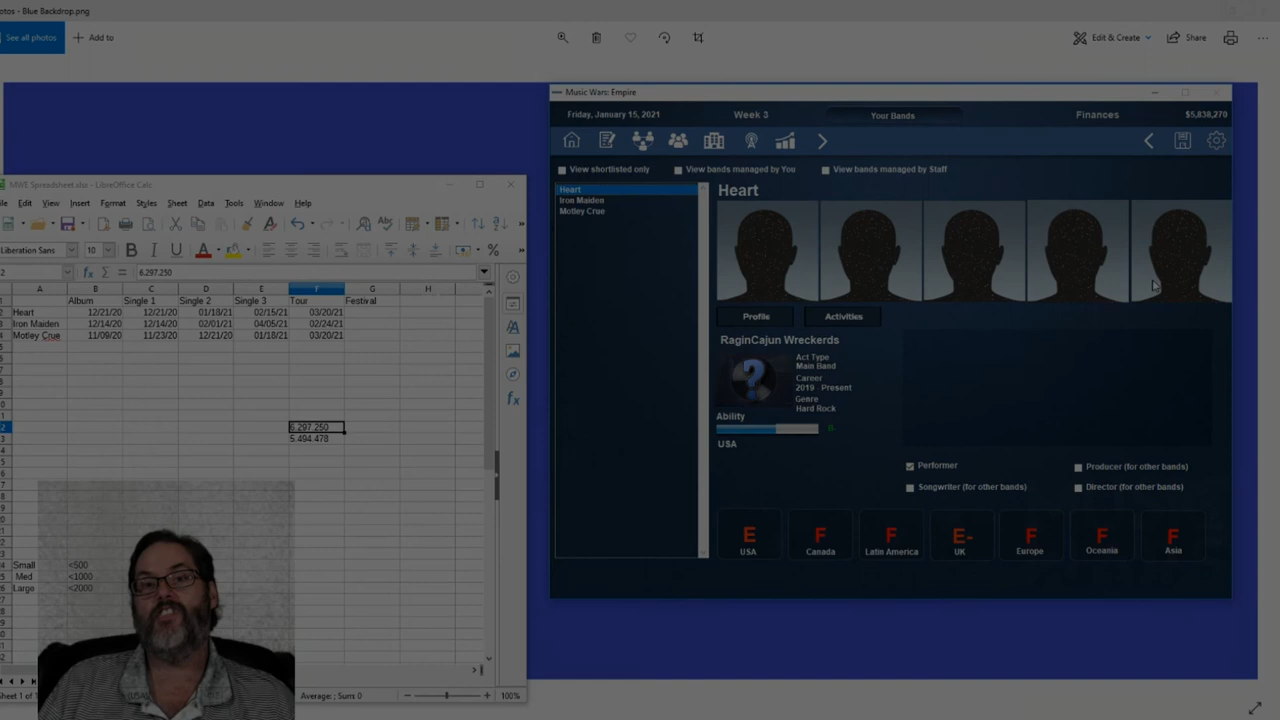 otos - Blue Backdrop.png
See all photos
Add to
Edit & Create
Share
MWE Spreadsheet.xlsx - LibreOffice Calc
File Edit View Insert Format Styles Sheet Data Tools Window Help
Liberation Sans 10
6.297.250
A B C D E F G H
Album Single 1 Single 2 Single 3 Tour Festival
Heart 12/21/20 12/21/20 01/18/21 02/15/21 03/20/21
Iron Maiden 12/14/20 12/14/20 02/01/21 04/05/21 02/24/21
Motley Crue 11/09/20 11/23/20 12/21/20 01/18/21 03/20/21
6.297.250
5.494.478
Small <500
Med <1000
Large <2000
Sheet 1 of 1
(USA)
Average: ; Sum: 0
100%
Music Wars: Empire
Friday, January 15, 2021
Week 3
Your Bands
Finances
$5,838,270
View shortlisted only
View bands managed by You
View bands managed by Staff
Heart
Iron Maiden
Motley Crue
Heart
Profile
Activities
RaginCajun Wreckerds
Act Type
Main Band
Career
2019 - Present
Genre
Hard Rock
Ability
USA
Performer
Producer (for other bands)
Songwriter (for other bands)
Director (for other bands)
E F F E- F F F
USA Canada Latin America UK Europe Oceania Asia